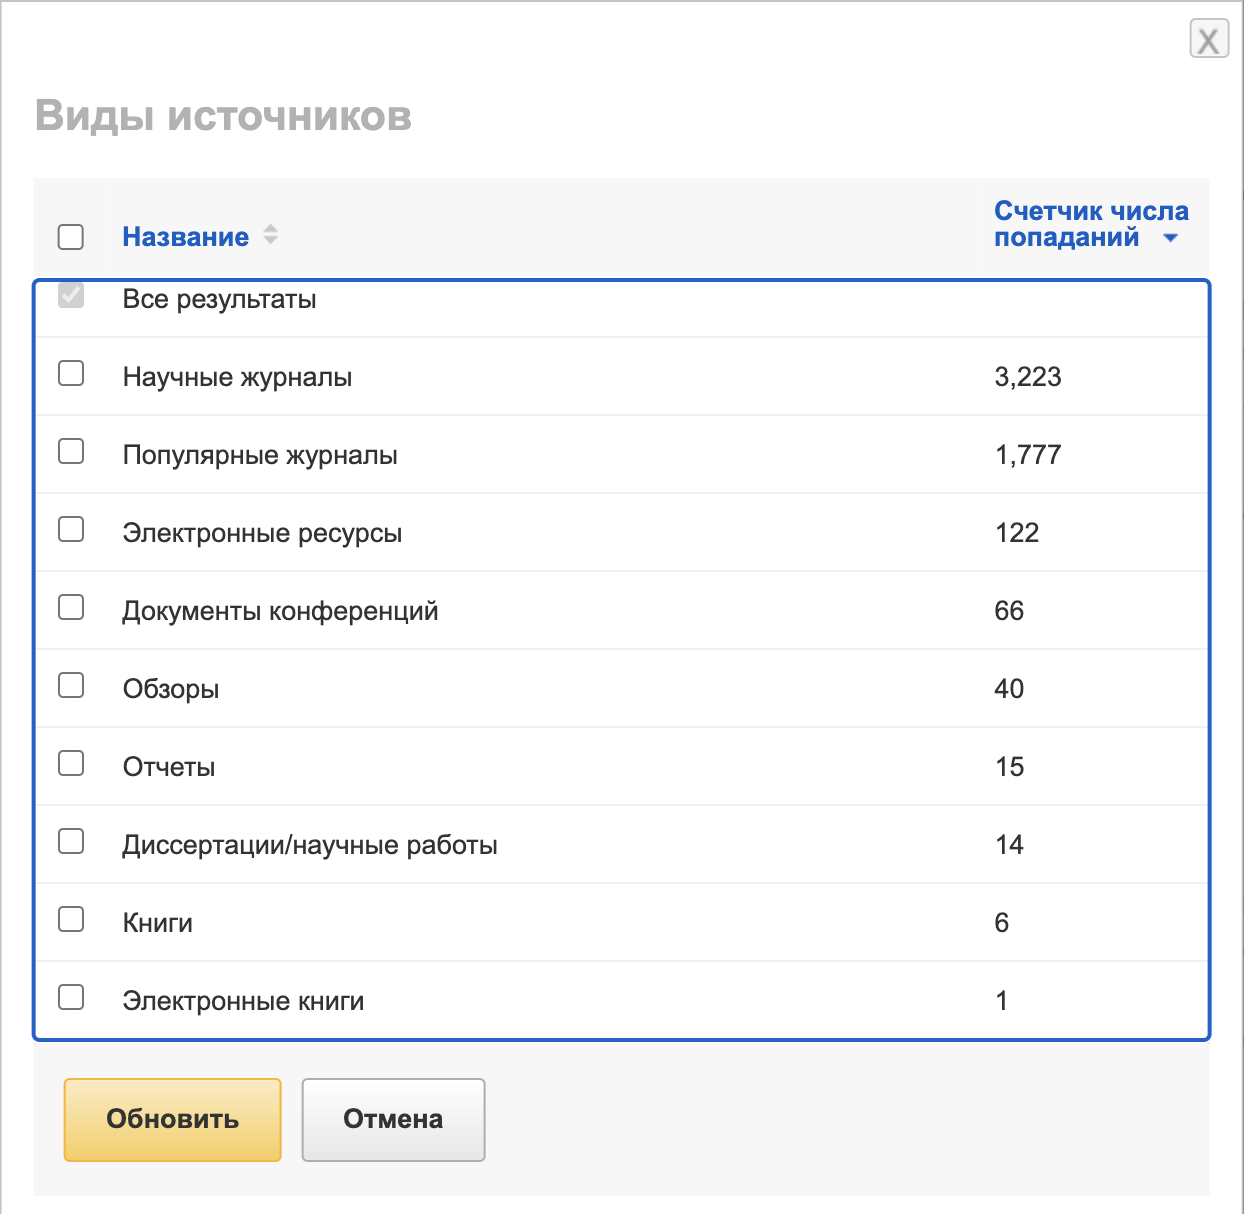 X
Виды источников
Название
Счетчик числа
попаданий
Все результаты
Научные журналы 3,223
Популярные журналы 1,777
Электронные ресурсы 122
Документы конференций 66
Обзоры 40
Отчеты 15
Диссертации/научные работы 14
Книги 6
Электронные книги 1
Обновить Отмена